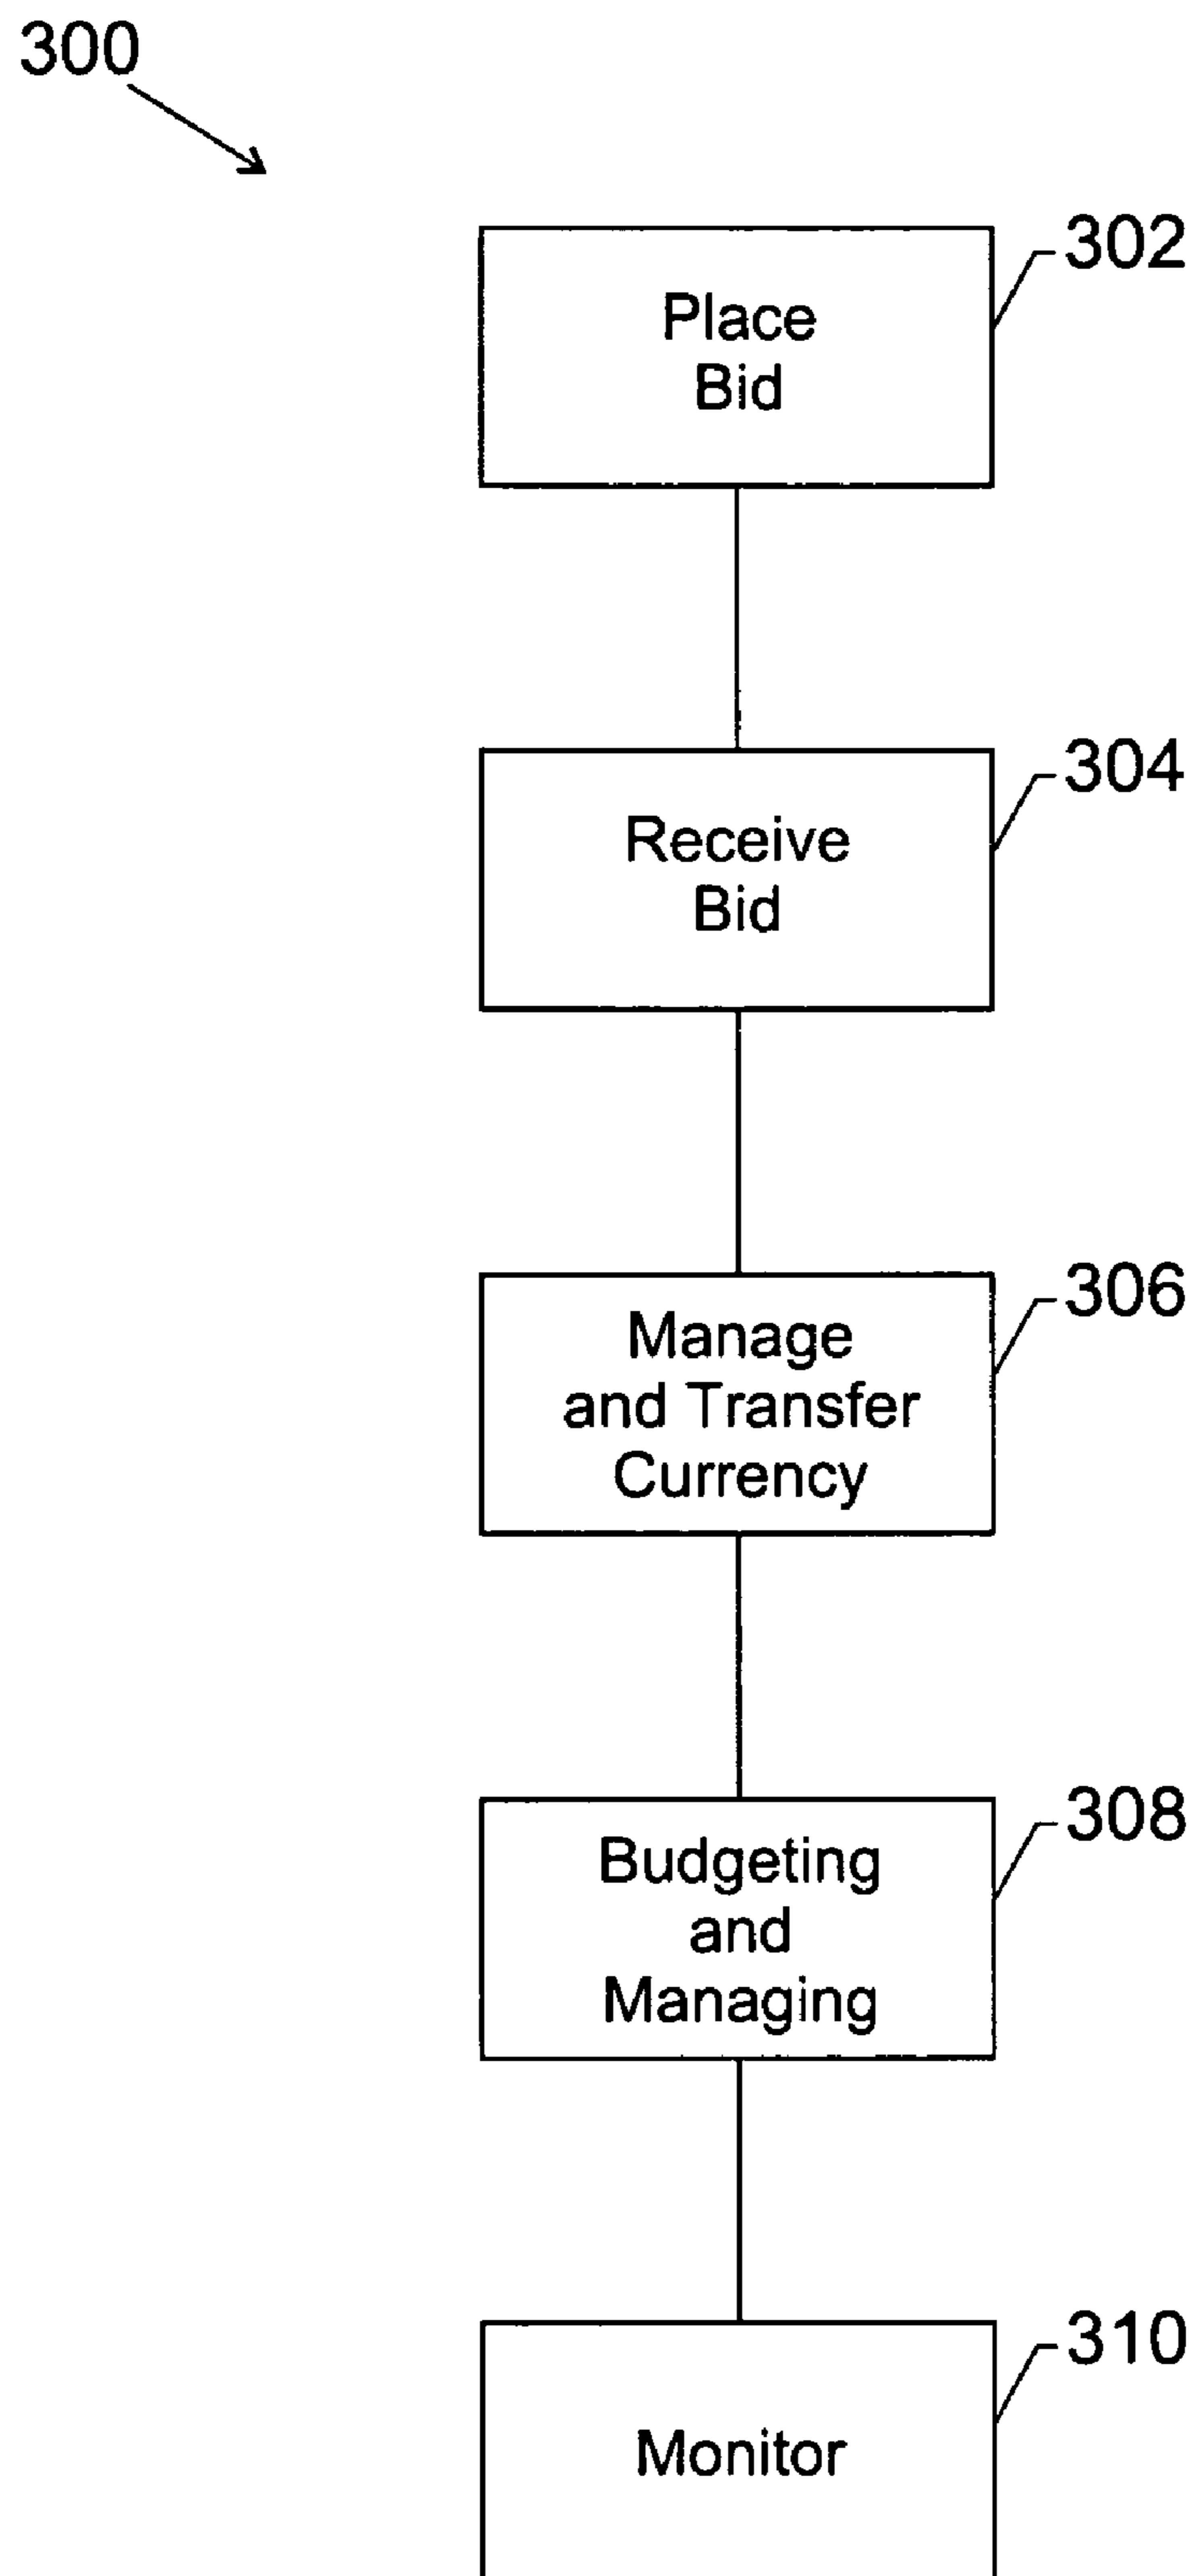 300
302
Place
Bid
304
Receive
Bid
306
Manage
and Transfer
Currency
308
Budgeting
and
Managing
310
Monitor